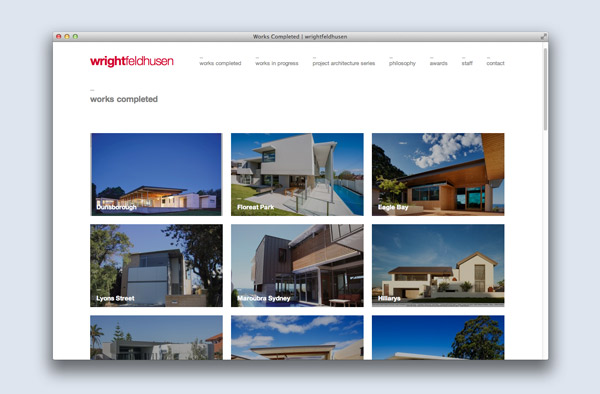 Works Completed | wrightfeldhusen
wrightfeldhusen
works completed
works in progress
project architecture series
philosophy
awards
staff
contact
works completed
Dunsborough
Floreat Park
Eagle Bay
Lyons Street
Maroubra Sydney
Hillarys